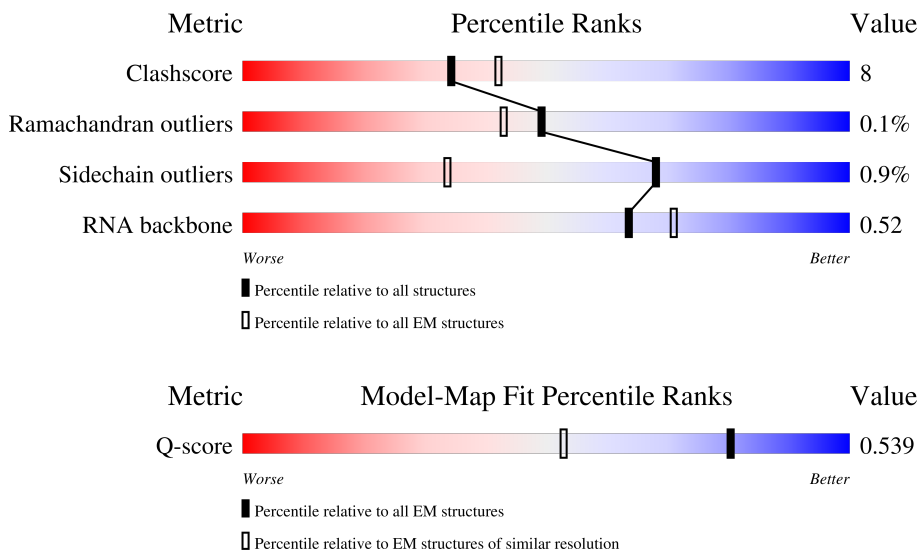 Metric Percentile Ranks Value
Clashscore 8
Ramachandran outliers 0.1%
Sidechain outliers 0.9%
RNA backbone 0.52
Worse Better
Percentile relative to all structures
Percentile relative to all EM structures
Metric Model-Map Fit Percentile Ranks Value
Q-score 0.539
Worse Better
Percentile relative to all EM structures
Percentile relative to EM structures of similar resolution